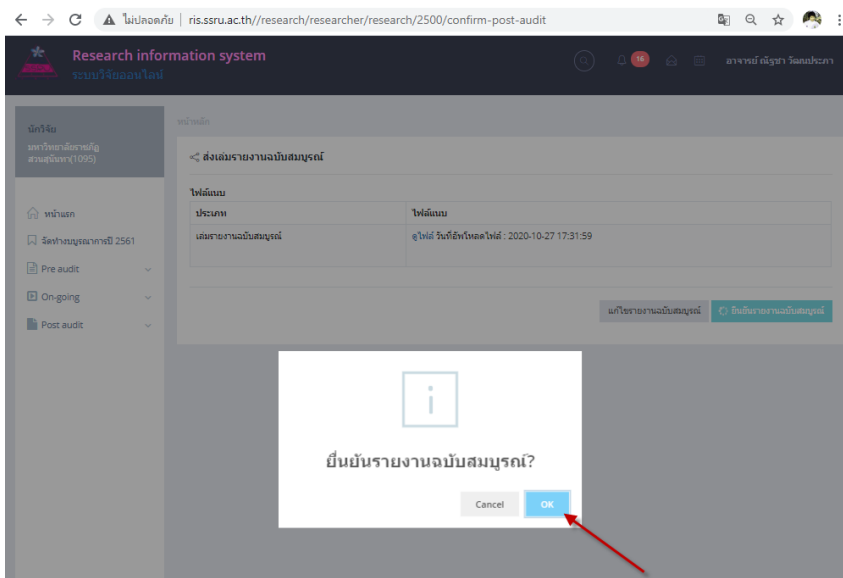 ไม่ปลอดภัย | ris.ssru.ac.th//research/researcher/research/2500/confirm-post-audit
Research information system
ระบบวิจัยออนไลน์
16
อาจารย์ ณัฐชา วัฒนประภา
นักวิจัย
มหาวิทยาลัยราชภัฏ
สวนสุนันทา(1095)
หน้าหลัก
ส่งเล่มรายงานฉบับสมบูรณ์
ไฟล์แนบ
ประเภท ไฟล์แนบ
เล่มรายงานฉบับสมบูรณ์ ดูไฟล์ วันที่อัพโหลดไฟล์ : 2020-10-27 17:31:59
หน้าแรก
จัดทำงบบูรณาการปี 2561
Pre audit
On-going
Post audit
แก้ไขรายงานฉบับสมบูรณ์ ยืนยันรายงานฉบับสมบูรณ์
ยื่นยันรายงานฉบับสมบูรณ์?
Cancel OK